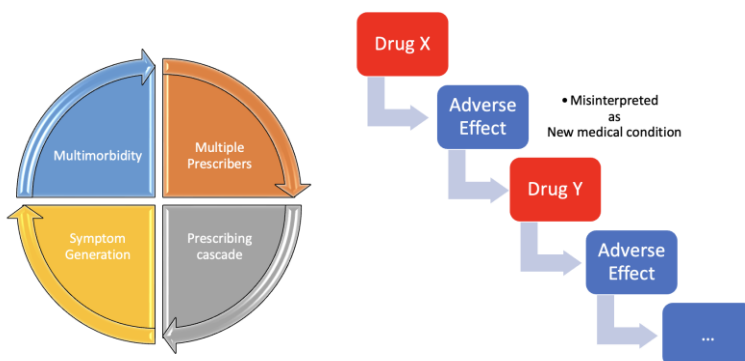 Multimorbidity
Multiple
Prescribers
Symptom
Generation
Prescribing
cascade
Drug X
Adverse
Effect
• Misinterpreted
as
New medical condition
Drug Y
Adverse
Effect
...